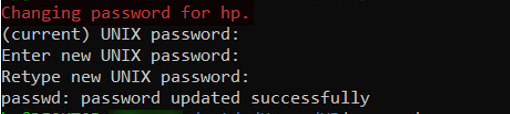 Changing password for hp.
(current) UNIX password:
Enter new UNIX password:
Retype new UNIX password:
passwd: password updated successfully